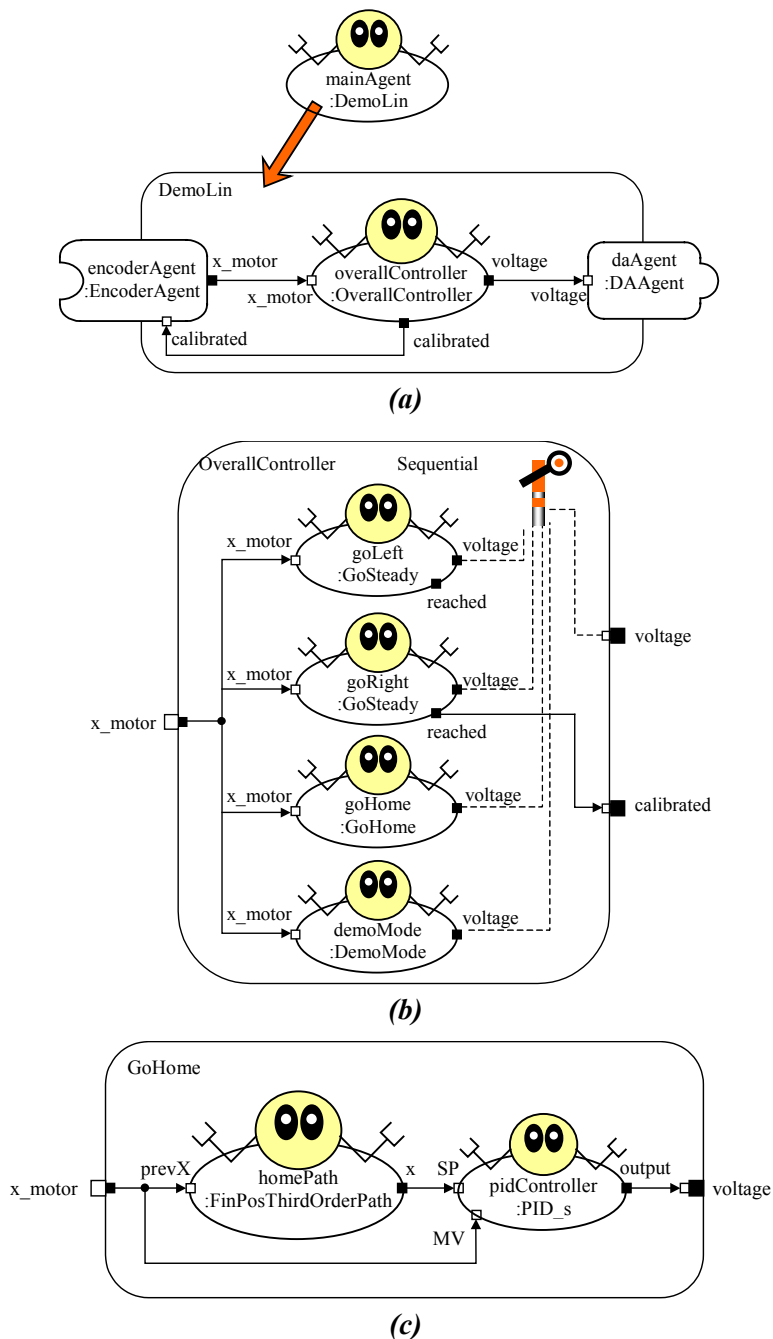 mainAgent
:DemoLin
DemoLin
encoderAgent
:EncoderAgent
x_motor
x_motor
overallController
:OverallController
voltage
voltage
daAgent
:DAAgent
calibrated
calibrated
(a)
OverallController
Sequential
x_motor
goLeft
:GoSteady
voltage
reached
voltage
x_motor
goRight
:GoSteady
voltage
reached
x_motor
x_motor
goHome
:GoHome
voltage
calibrated
x_motor
demoMode
:DemoMode
voltage
(b)
GoHome
x_motor
prevX
homePath
:FinPosThirdOrderPath
x
SP
MV
pidController
:PID_s
output
voltage
(c)